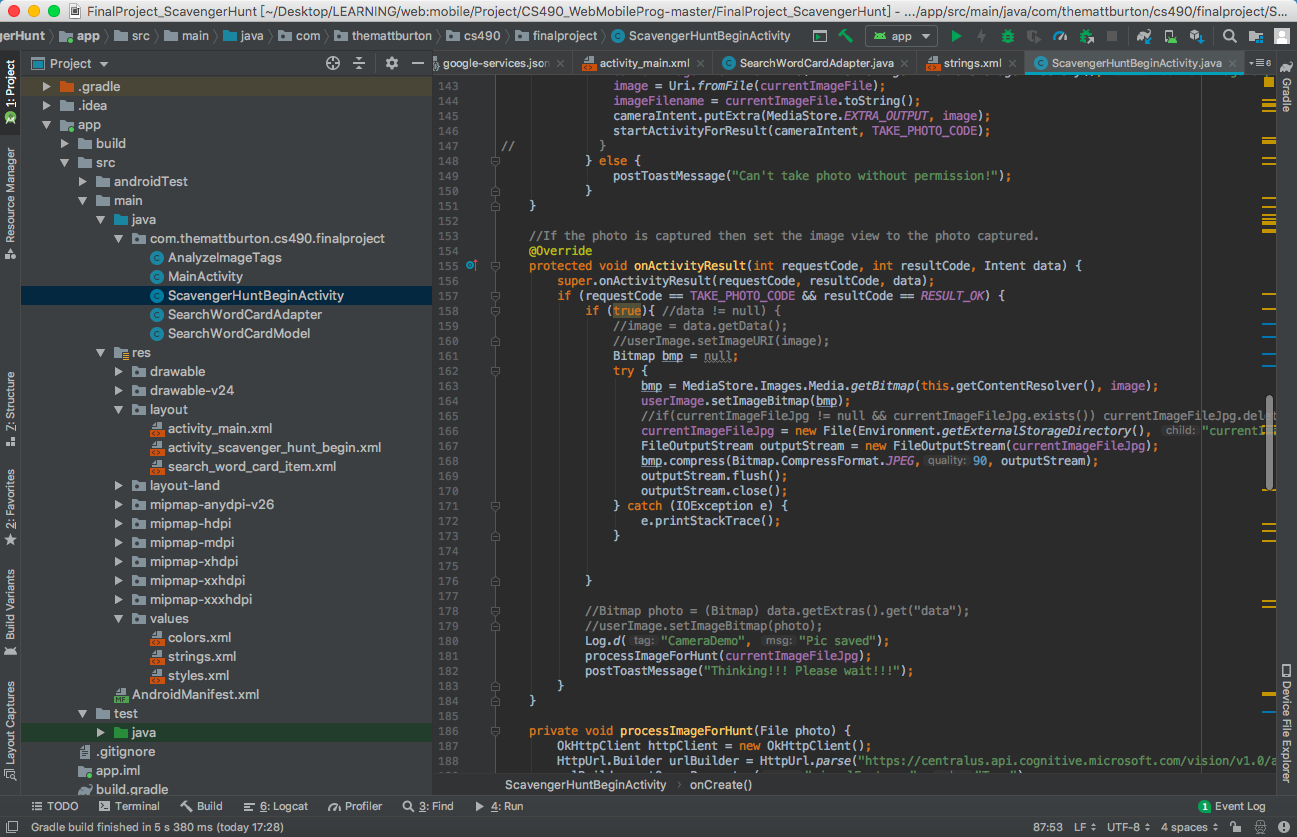 FinalProject_ScavengerHunt [~/Desktop/LEARNING/web:mobile/Project/CS490_WebMobileProg-master/FinalProject_ScavengerHunt] - .../app/src/main/java/com/themattburton/cs490/finalproject/S...
gerHunt app src main java com themattburton cs490 finalproject ScavengerHuntBeginActivity app
Project
google-services.json activity_main.xml SearchWordCardAdapter.java strings.xml ScavengerHuntBeginActivity.java 6
1: Project
Resource Manager
Z: Structure
2: Favorites
Build Variants
Layout Captures
.gradle
.idea
app
build
src
androidTest
main
java
com.themattburton.cs490.finalproject
AnalyzeImageTags
MainActivity
ScavengerHuntBeginActivity
SearchWordCardAdapter
SearchWordCardModel
res
drawable
drawable-v24
layout
activity_main.xml
activity_scavenger_hunt_begin.xml
search_word_card_item.xml
layout-land
mipmap-anydpi-v26
mipmap-hdpi
mipmap-mdpi
mipmap-xhdpi
mipmap-xxhdpi
mipmap-xxxhdpi
values
colors.xml
strings.xml
styles.xml
AndroidManifest.xml
test
java
.gitignore
app.iml
build.gradle
143 image = Uri.fromFile(currentImageFile);
144 imageFilename = currentImageFile.toString();
145 cameraIntent.putExtra(MediaStore.EXTRA_OUTPUT, image);
146 startActivityForResult(cameraIntent, TAKE_PHOTO_CODE);
147 // }
148 } else {
149 postToastMessage("Can't take photo without permission!");
150 }
151 }
152
153 //If the photo is captured then set the image view to the photo captured.
154 @Override
155 protected void onActivityResult(int requestCode, int resultCode, Intent data) {
156 super.onActivityResult(requestCode, resultCode, data);
157 if (requestCode == TAKE_PHOTO_CODE && resultCode == RESULT_OK) {
158 if (true){ //data != null) {
159 //image = data.getData();
160 //userImage.setImageURI(image);
161 Bitmap bmp = null;
162 try {
163 bmp = MediaStore.Images.Media.getBitmap(this.getContentResolver(), image);
164 userImage.setImageBitmap(bmp);
165 //if(currentImageFileJpg != null && currentImageFileJpg.exists()) currentImageFileJpg.del
166 currentImageFileJpg = new File(Environment.getExternalStorageDirectory(), child: "current
167 FileOutputStream outputStream = new FileOutputStream(currentImageFileJpg);
168 bmp.compress(Bitmap.CompressFormat.JPEG, quality: 90, outputStream);
169 outputStream.flush();
170 outputStream.close();
171 } catch (IOException e) {
172 e.printStackTrace();
173 }
174
175
176 }
177
178 //Bitmap photo = (Bitmap) data.getExtras().get("data");
179 //userImage.setImageBitmap(photo);
180 Log.d( tag: "CameraDemo", msg: "Pic saved");
181 processImageForHunt(currentImageFileJpg);
182 postToastMessage("Thinking!!! Please wait!!!");
183 }
184 }
185
186 private void processImageForHunt(File photo) {
187 OkHttpClient httpClient = new OkHttpClient();
188 HttpUrl.Builder urlBuilder = HttpUrl.parse("https://centralus.api.cognitive.microsoft.com/vision/v1.0/a
ScavengerHuntBeginActivity onCreate()
Gradle
Device File Explorer
TODO Terminal Build 6: Logcat Profiler 3: Find 4: Run 1 Event Log
Gradle build finished in 5 s 380 ms (today 17:28) 87:53 LF UTF-8 4 spaces